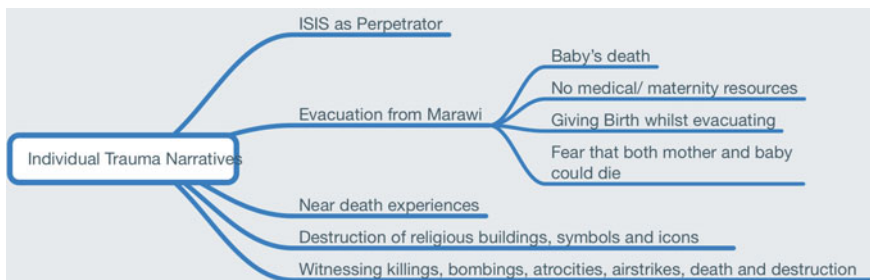 ISIS as Perpetrator
Baby's death
No medical/ maternity resources
Evacuation from Marawi
Giving Birth whilst evacuating
Fear that both mother and baby
could die
Individual Trauma Narratives
Near death experiences
Destruction of religious buildings, symbols and icons
Witnessing killings, bombings, atrocities, airstrikes, death and destruction